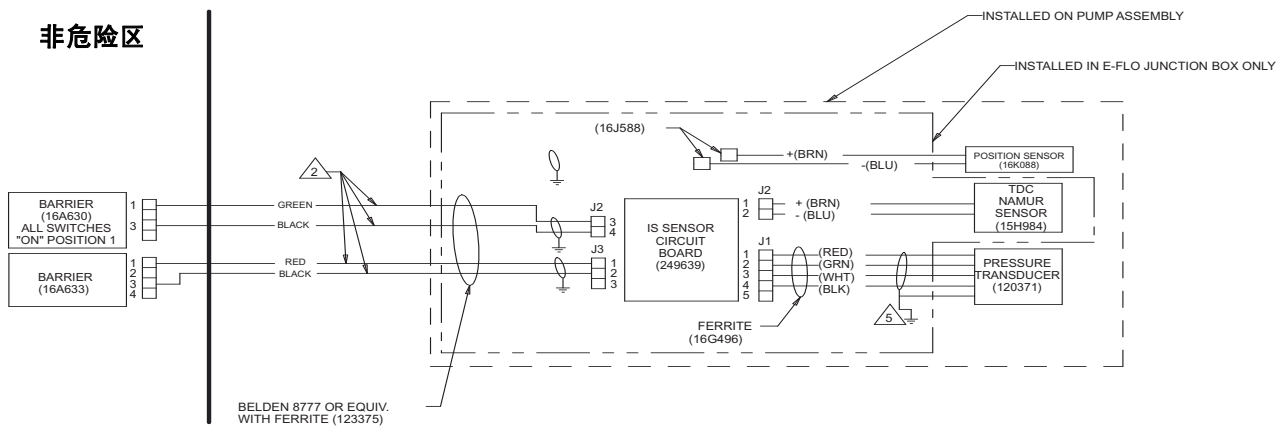 非危险区
INSTALLED ON PUMP ASSEMBLY
INSTALLED IN E-FLO JUNCTION BOX ONLY
(16J588)
+(BRN)
-(BLU)
POSITION SENSOR
(16K088)
2
BARRIER
(16A630)
ALL SWITCHES
"ON" POSITION 1
1
3
GREEN
BLACK
J2
3
4
IS SENSOR
CIRCUIT
BOARD
(249639)
J2
1
2
+ (BRN)
- (BLU)
TDC
NAMUR
SENSOR
(15H984)
BARRIER
(16A633)
1
2
3
4
RED
BLACK
J3
1
2
3
J1
1
2
3
4
5
(RED)
(GRN)
(WHT)
(BLK)
PRESSURE
TRANSDUCER
(120371)
FERRITE
(16G496)
5
BELDEN 8777 OR EQUIV.
WITH FERRITE (123375)